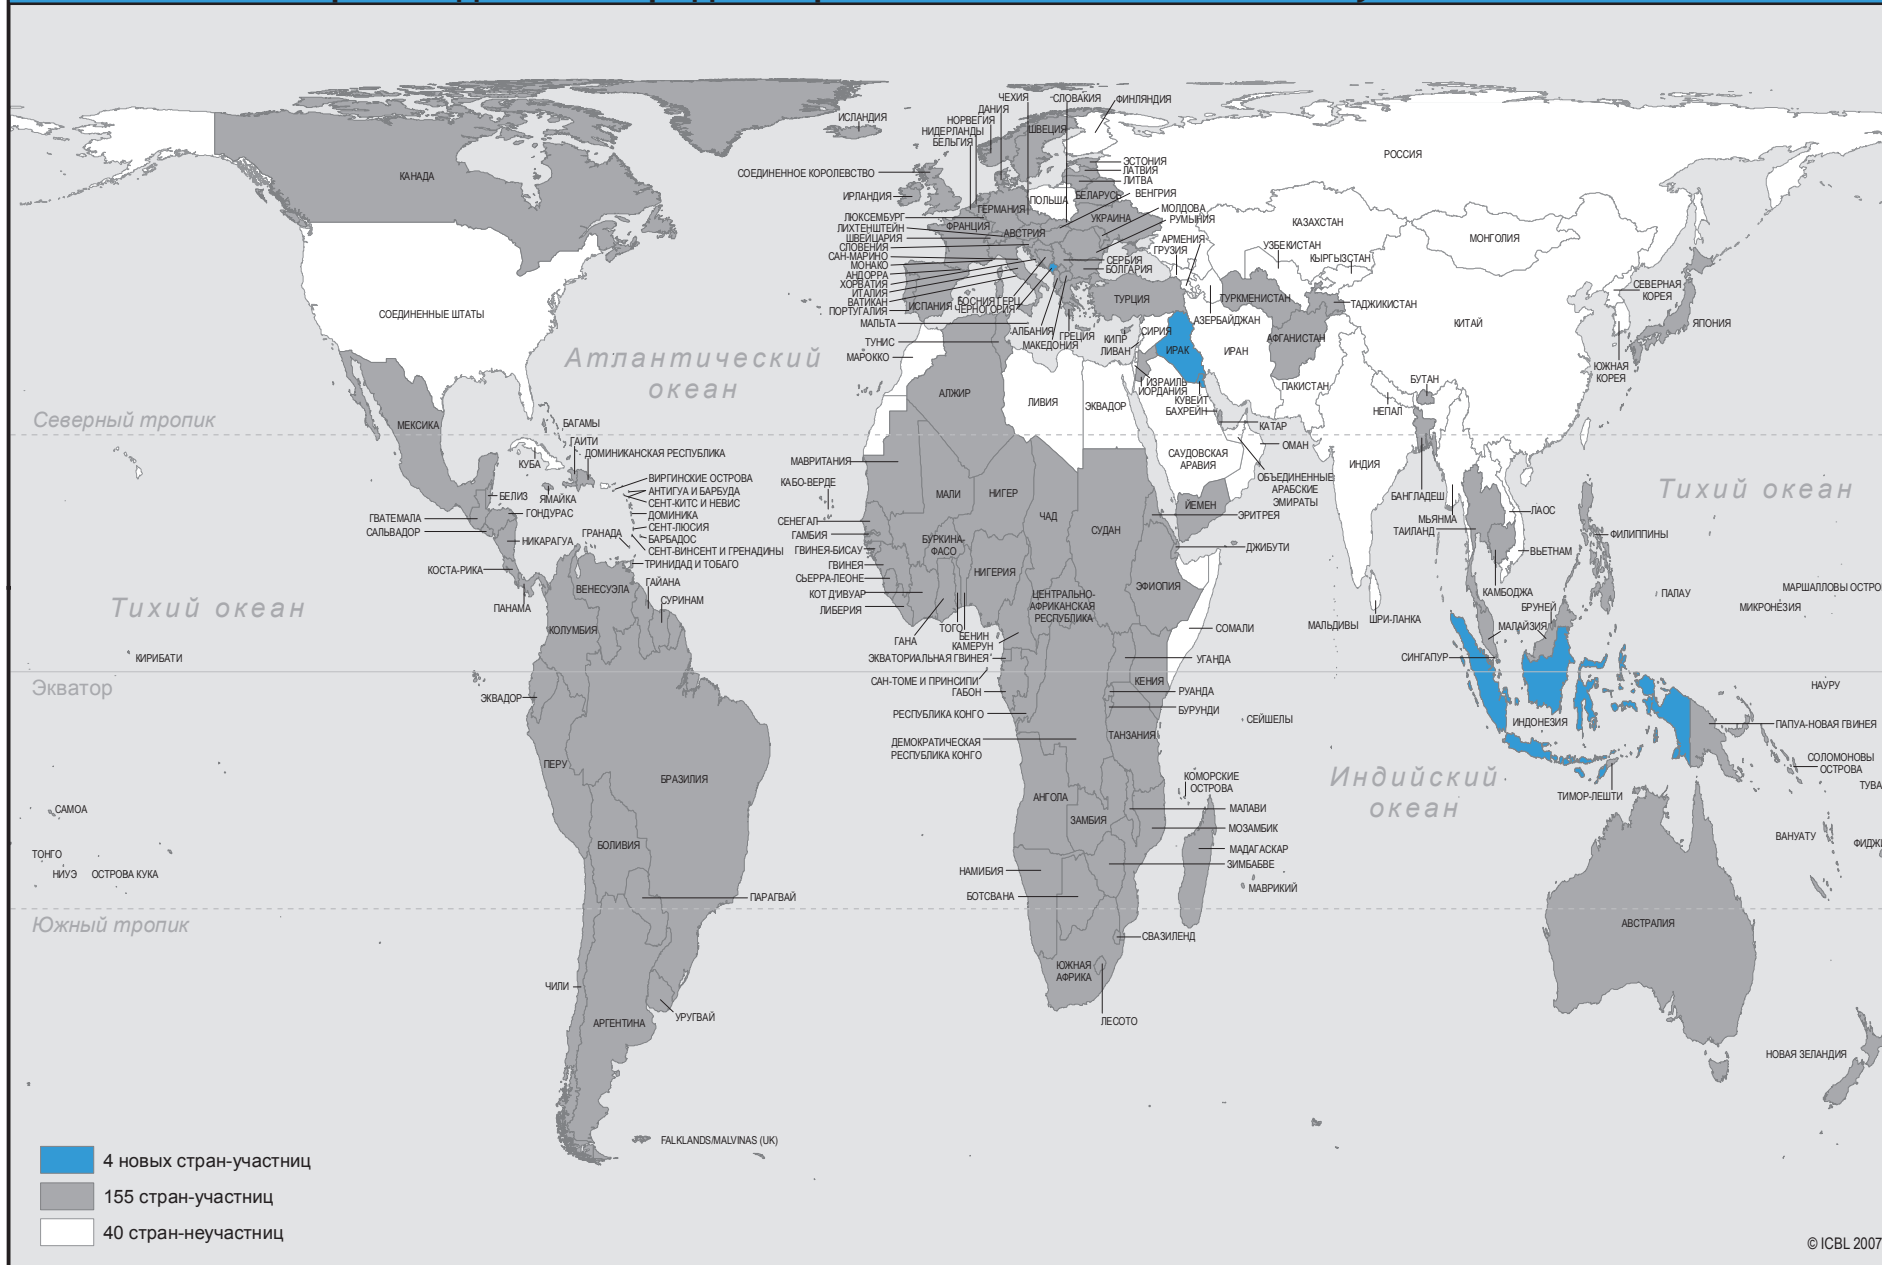 ИСЛАНДИЯ
ЧЕХИЯ
СЛОВАКИЯ
ФИНЛЯНДИЯ
ДАНИЯ
НОРВЕГИЯ
НИДЕРЛАНДЫ
БЕЛЬГИЯ
ШВЕЦИЯ
РОССИЯ
КАНАДА
СОЕДИНЕННОЕ КОРОЛЕВСТВО
ИРЛАНДИЯ
ЭСТОНИЯ
ЛАТВИЯ
ЛИТВА
БЕЛАРУСЬ
ВЕНГРИЯ
ПОЛЬША
ГЕРМАНИЯ
МОЛДОВА
РУМЫНИЯ
УКРАИНА
ЛЮКСЕМБУРГ
ЛИХТЕНШТЕЙН
ШВЕЙЦАРИЯ
СЛОВЕНИЯ
САН-МАРИНО
МОНАКО
АНДОРРА
ХОРВАТИЯ
ИТАЛИЯ
ВАТИКАН
ПОРТУГАЛИЯ
ФРАНЦИЯ
АВСТРИЯ
АРМЕНИЯ
ГРУЗИЯ
СЕРБИЯ
БОЛГАРИЯ
КАЗАХСТАН
УЗБЕКИСТАН
КЫРГЫЗСТАН
МОНГОЛИЯ
СЕВЕРНАЯ
КОРЕЯ
ИСПАНИЯ
БОСНИЯ ГЕРЦ.
ЧЕРНОГОРИЯ
ТУРЦИЯ
ТУРКМЕНИСТАН
ТАДЖИКИСТАН
АЗЕРБАЙДЖАН
СОЕДИНЕННЫЕ ШТАТЫ
КИТАЙ
ЯПОНИЯ
МАЛЬТА
АЛБАНИЯ
ГРЕЦИЯ
МАКЕДОНИЯ
КИПР
ЛИВАН
СИРИЯ
ИРАК
ИРАН
АФГАНИСТАН
ТУНИС
МАРОККО
Атлантический
океан
ЮЖНАЯ
КОРЕЯ
ИЗРАИЛЬ
ИОРДАНИЯ
КУВЕЙТ
БАХРЕЙН
ПАКИСТАН
БУТАН
НЕПАЛ
АЛЖИР
ЛИВИЯ
ЭКВАДОР
КАТАР
ОМАН
Северный тропик
МЕКСИКА
БАГАМЫ
ГАИТИ
ДОМИНИКАНСКАЯ РЕСПУБЛИКА
КУБА
МАВРИТАНИЯ
САУДОВСКАЯ
АРАВИЯ
ИНДИЯ
ОБЪЕДИНЕННЫЕ
АРАБСКИЕ
ЭМИРАТЫ
Тихий океан
ВИРГИНСКИЕ ОСТРОВА
АНТИГУА И БАРБУДА
СЕНТ-КИТС И НЕВИС
ДОМИНИКА
СЕНТ-ЛЮСИЯ
БАРБАДОС
СЕНТ-ВИНСЕНТ И ГРЕНАДИНЫ
ТРИНИДАД И ТОБАГО
БЕЛИЗ
ЯМАЙКА
ГОНДУРАС
ГВАТЕМАЛА
САЛЬВАДОР
НИКАРАГУА
ГРАНАДА
КОСТА-РИКА
ПАНАМА
КАБО-ВЕРДЕ
МАЛИ
НИГЕР
ЧАД
СУДАН
ЙЕМЕН
ЭРИТРЕЯ
ДЖИБУТИ
БАНГЛАДЕШ
МЬЯНМА
ТАИЛАНД
ЛАОС
ВЬЕТНАМ
ФИЛИППИНЫ
СЕНЕГАЛ
ГАМБИЯ
ГВИНЕЯ-БИСАУ
ГВИНЕЯ
СЬЕРРА-ЛЕОНЕ
КОТ Д'ИВУАР
ЛИБЕРИЯ
БУРКИНА-
ФАСО
НИГЕРИЯ
ЭФИОПИЯ
ЦЕНТРАЛЬНО-
АФРИКАНСКАЯ
РЕСПУБЛИКА
ГАНА
ТОГО
БЕНИН
КАМЕРУН
Тихий океан
ВЕНЕСУЭЛА
ГАЙАНА
СУРИНАМ
КОЛУМБИЯ
СОМАЛИ
МАЛЬДИВЫ
ШРИ-ЛАНКА
КАМБОДЖА
БРУНЕЙ
МАЛАЙЗИЯ
СИНГАПУР
ПАЛАУ
МАРШАЛЛОВЫ ОСТРО
МИКРОНЕЗИЯ
КИРИБАТИ
Экватор
ЭКВАДОР
ЭКВАТОРИАЛЬНАЯ ГВИНЕЯ
САН-ТОМЕ И ПРИНСИПИ
ГАБОН
РЕСПУБЛИКА КОНГО
ДЕМОКРАТИЧЕСКАЯ
РЕСПУБЛИКА КОНГО
УГАНДА
КЕНИЯ
РУАНДА
БУРУНДИ
СЕЙШЕЛЫ
ТАНЗАНИЯ
НАУРУ
ИНДОНЕЗИЯ
ПАПУА-НОВАЯ ГВИНЕЯ
СОЛОМОНОВЫ
ОСТРОВА
ТУВА
ПЕРУ
БРАЗИЛИЯ
АНГОЛА
КОМОРСКИЕ
ОСТРОВА
Индийский
океан
ТИМОР-ЛЕШТИ
САМОА
ЗАМБИЯ
МАЛАВИ
МОЗАМБИК
МАДАГАСКАР
ЗИМБАБВЕ
МАВРИКИЙ
ВАНУАТУ
ФИДЖИ
БОЛИВИЯ
ТОНГО
НИУЭ
ОСТРОВА КУКА
НАМИБИЯ
БОТСВАНА
ПАРАГВАЙ
Южный тропик
АВСТРАЛИЯ
СВАЗИЛЕНД
ЮЖНАЯ
АФРИКА
ЛЕСОТО
ЧИЛИ
УРУГВАЙ
АРГЕНТИНА
НОВАЯ ЗЕЛАНДИЯ
FALKLANDS/MALVINAS (UK)
4 новых стран-участниц
155 стран-участниц
40 стран-неучастниц
© ICBL 2007